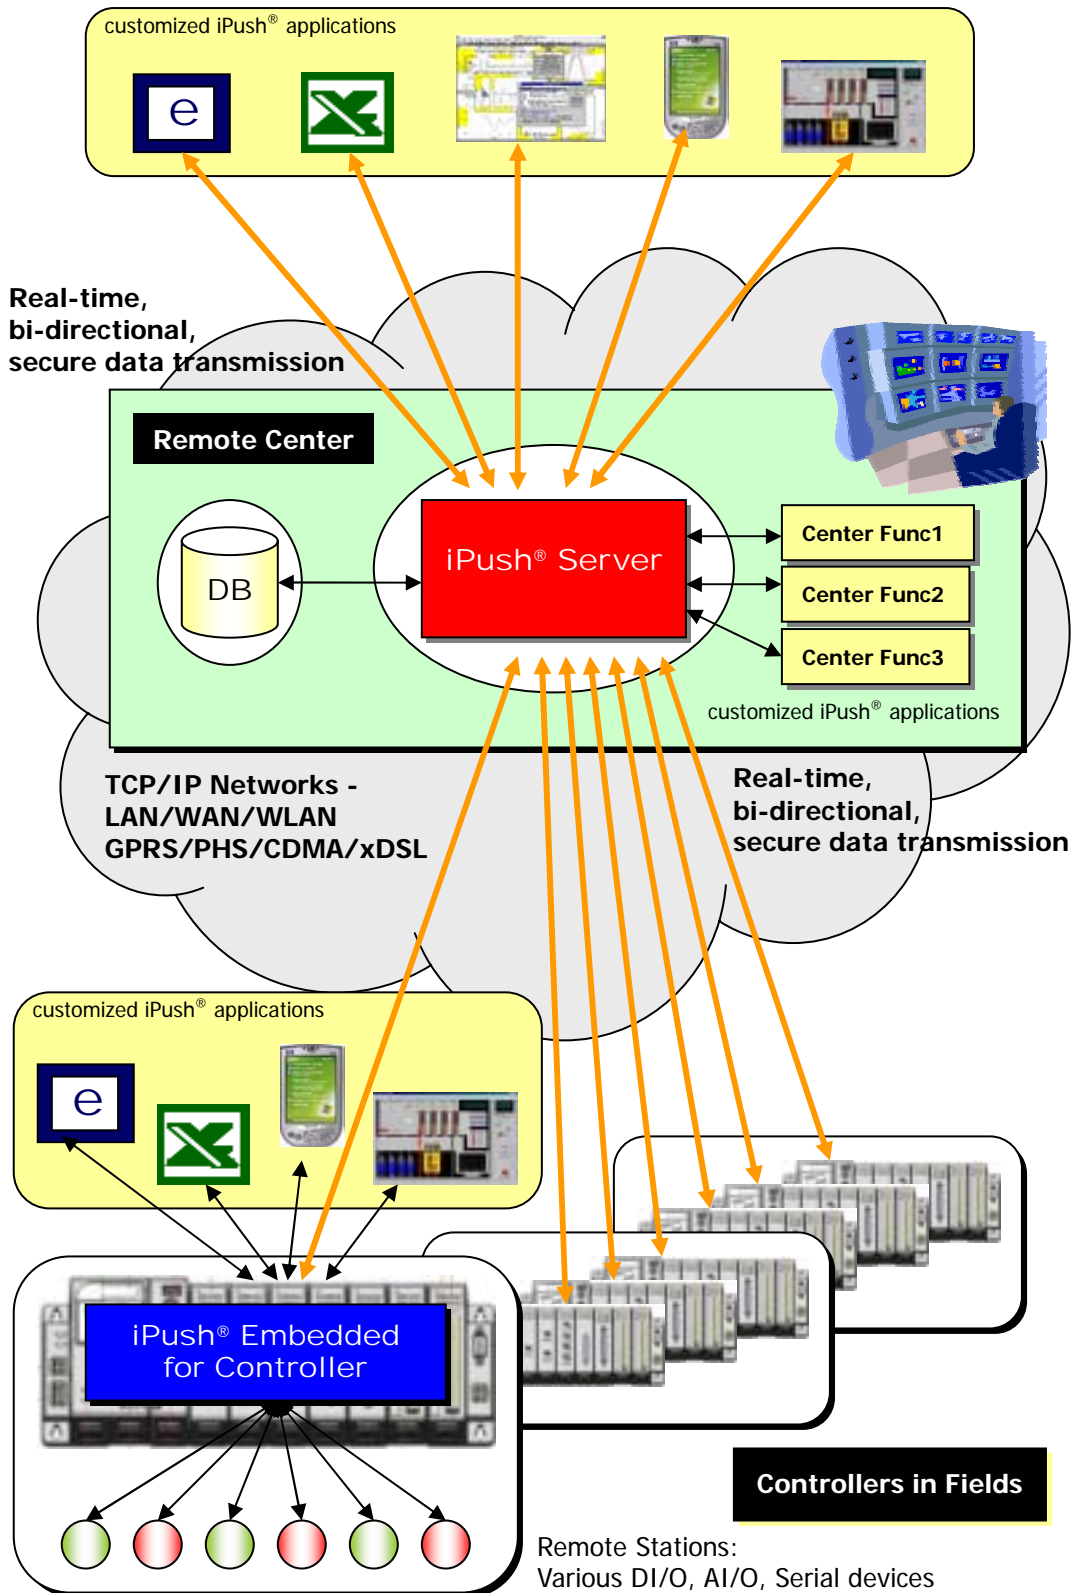 customized iPush® applications
e
Real-time,
bi-directional,
secure data transmission
Remote Center
iPush® Server
DB
Center Func1
Center Func2
Center Func3
customized iPush® applications
TCP/IP Networks -
LAN/WAN/WLAN
GPRS/PHS/CDMA/xDSL
Real-time,
bi-directional,
secure data transmission
customized iPush® applications
e
iPush® Embedded
for Controller
Controllers in Fields
Remote Stations:
Various DI/O, AI/O, Serial devices